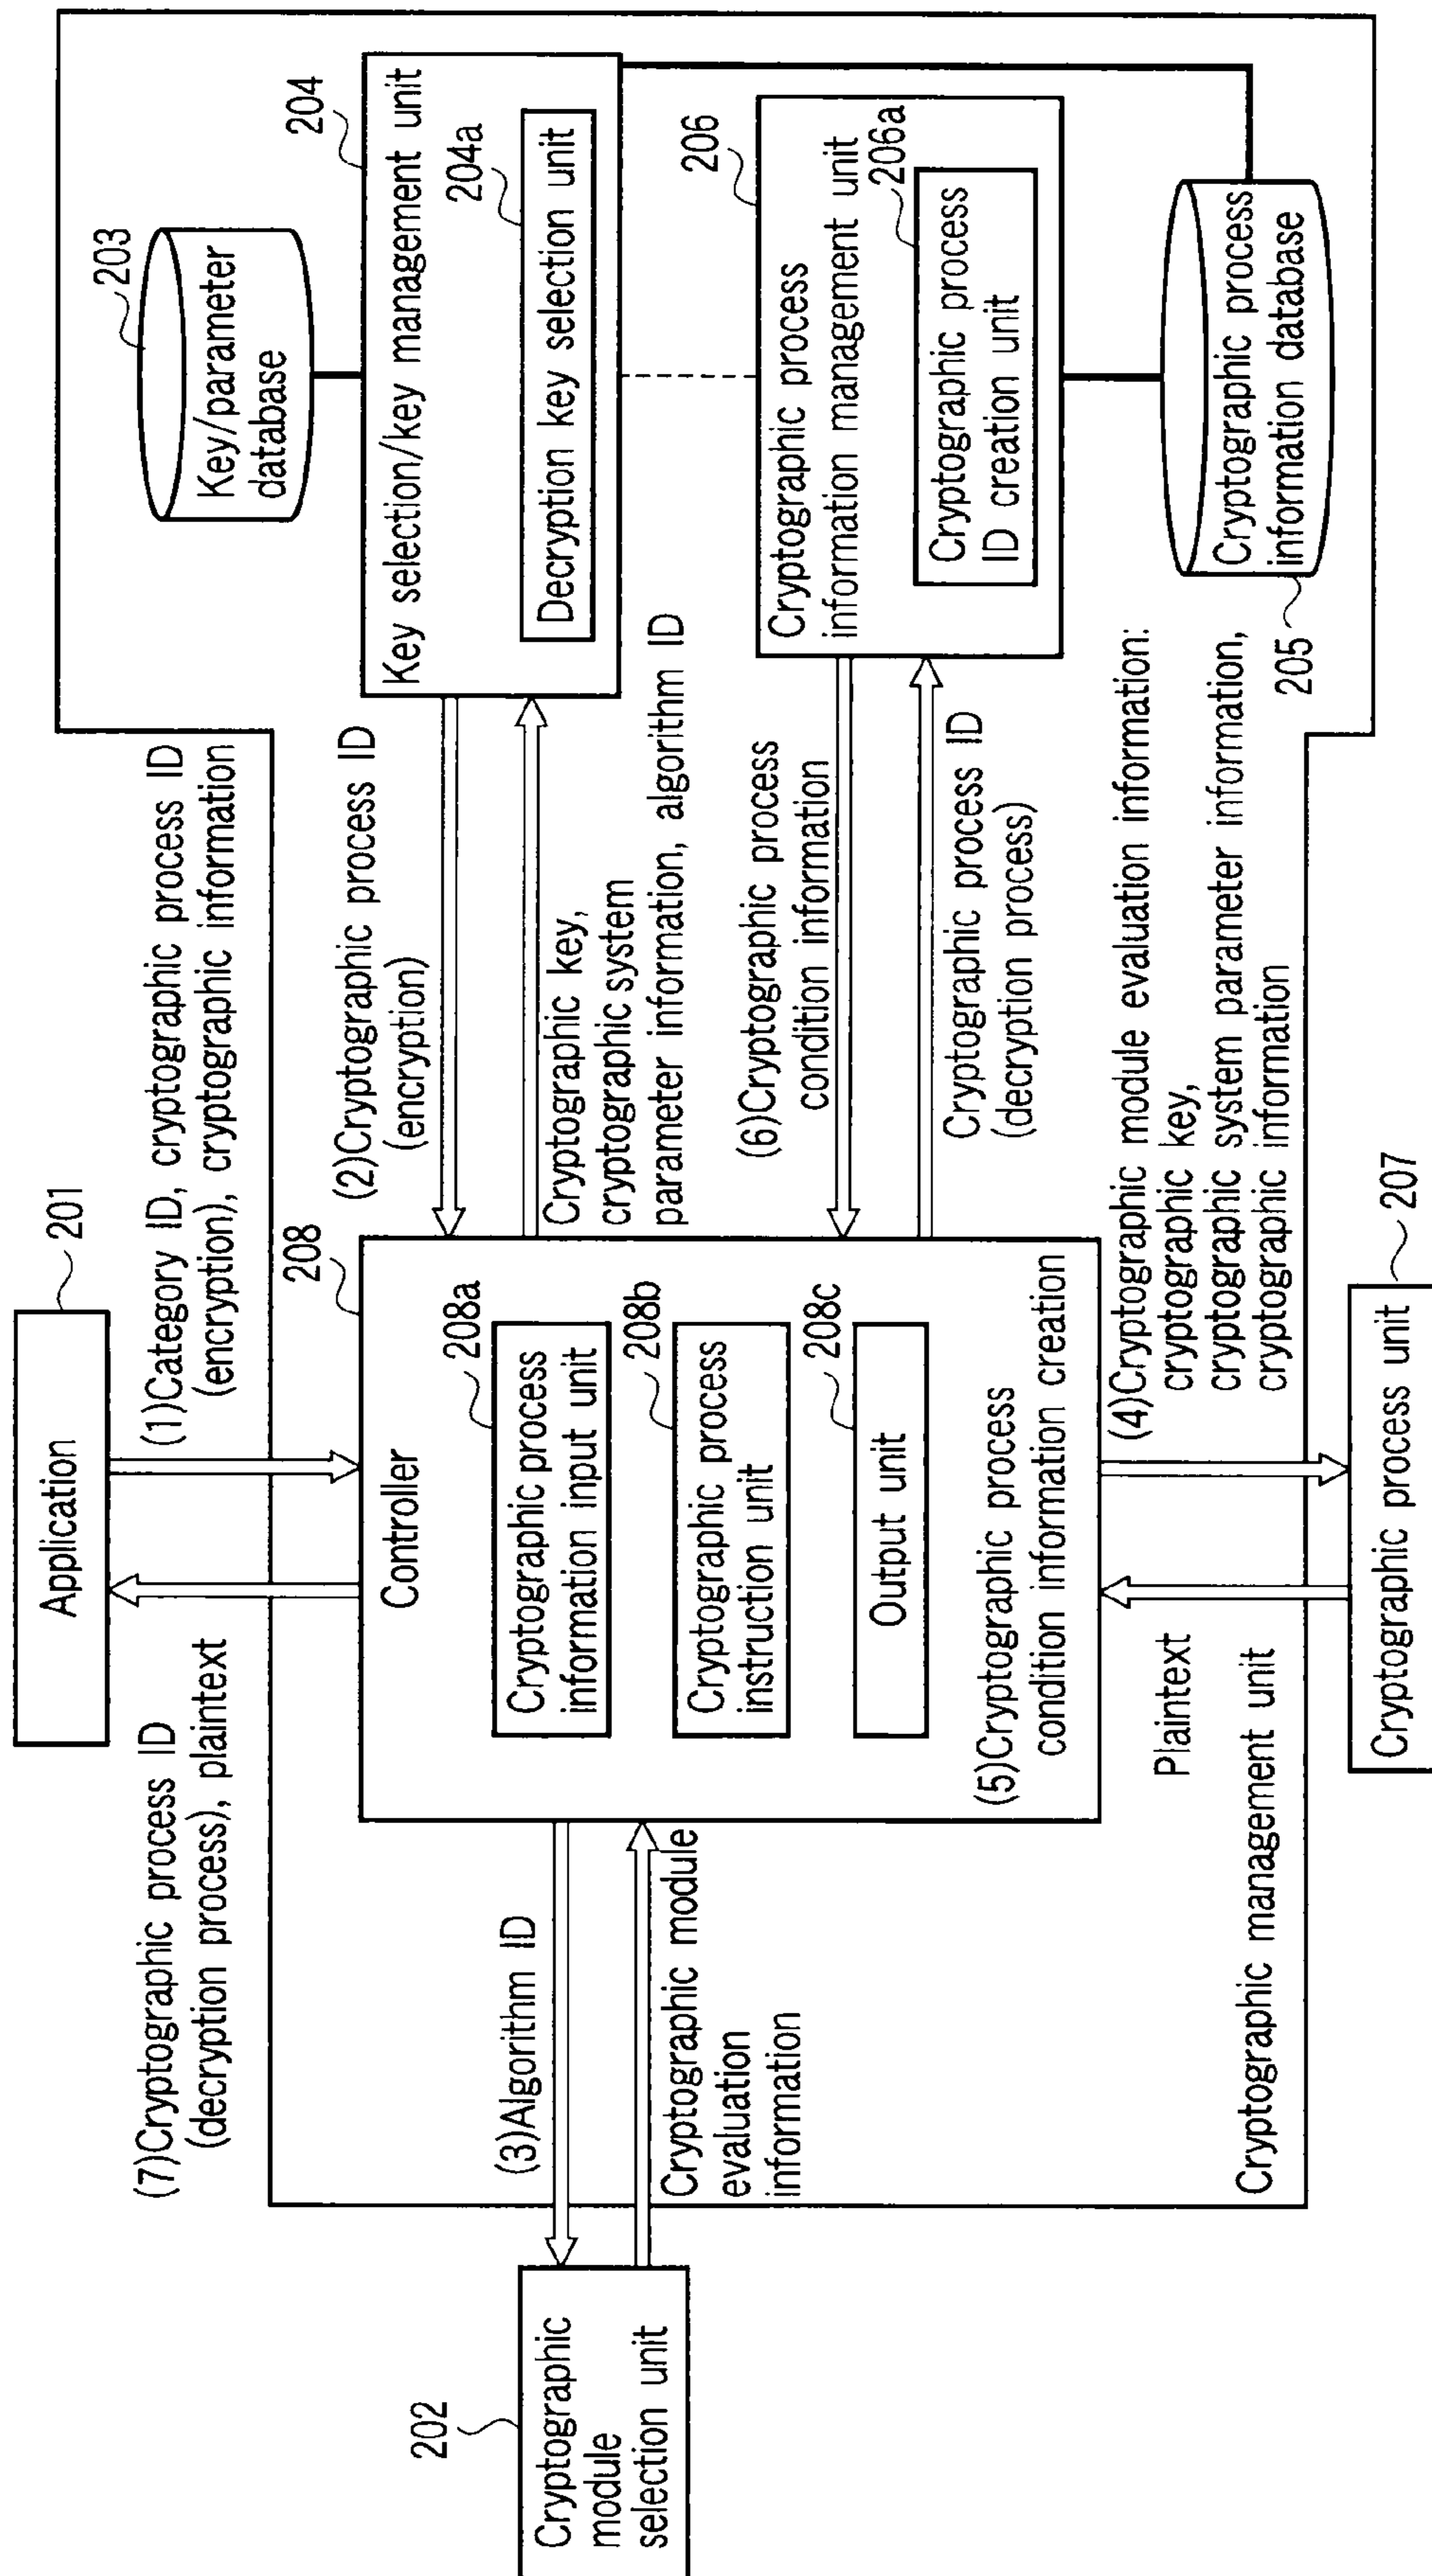 201
Application
(1)Category ID, cryptographic process ID
(encryption), cryptographic information
(7)Cryptographic process ID
(decryption process), plaintext
203
Key/parameter
database
204
Key selection/key management unit
204a
Decryption key selection unit
(2)Cryptographic process ID
(encryption)
Cryptographic key,
cryptographic system
parameter information, algorithm ID
208
Controller
208a
Cryptographic process
information input unit
208b
Cryptographic process
instruction unit
208c
Output unit
(5)Cryptographic process
condition information creation
202
Cryptographic
module
selection unit
(3)Algorithm ID
Cryptographic module
evaluation
information
206
Cryptographic process
information management unit
206a
Cryptographic process
ID creation unit
(6)Cryptographic process
condition information
Cryptographic process ID
(decryption process)
205
Cryptographic process
information database
(4)Cryptographic module evaluation information:
cryptographic key,
cryptographic system parameter information,
cryptographic information
Plaintext
Cryptographic management unit
207
Cryptographic process unit